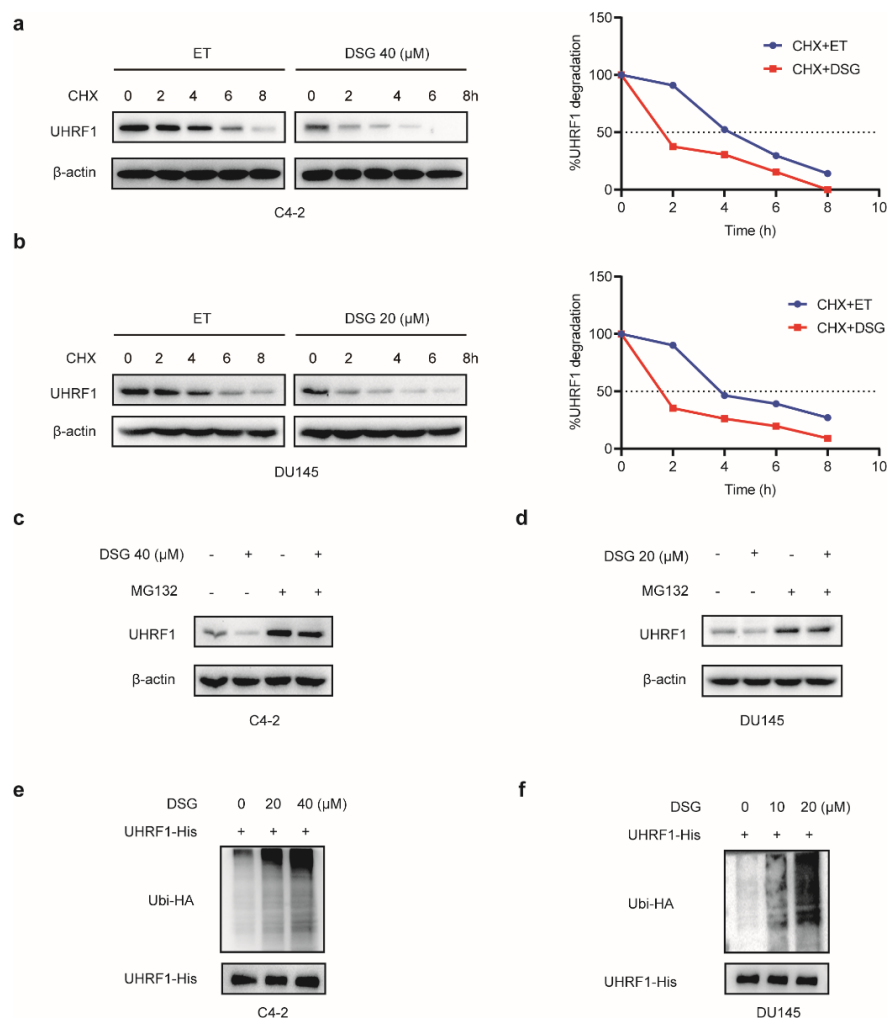 a
ET DSG 40 (μM)
CHX 0 2 4 6 8 0 2 4 6 8h
UHRF1
β-actin
C4-2
%UHRF1 degradation
150
100
50
0
0 2 4 6 8 10
Time (h)
CHX+ET
CHX+DSG
b
ET DSG 20 (μM)
CHX 0 2 4 6 8 0 2 4 6 8h
UHRF1
β-actin
DU145
%UHRF1 degradation
150
100
50
0
0 2 4 6 8 10
Time (h)
CHX+ET
CHX+DSG
c
DSG 40 (μM) - + - +
MG132 - - + +
UHRF1
β-actin
C4-2
d
DSG 20 (μM) - + - +
MG132 - - + +
UHRF1
β-actin
DU145
e
DSG 0 20 40 (μM)
UHRF1-His + + +
Ubi-HA
UHRF1-His
C4-2
f
DSG 0 10 20 (μM)
UHRF1-His + + +
Ubi-HA
UHRF1-His
DU145